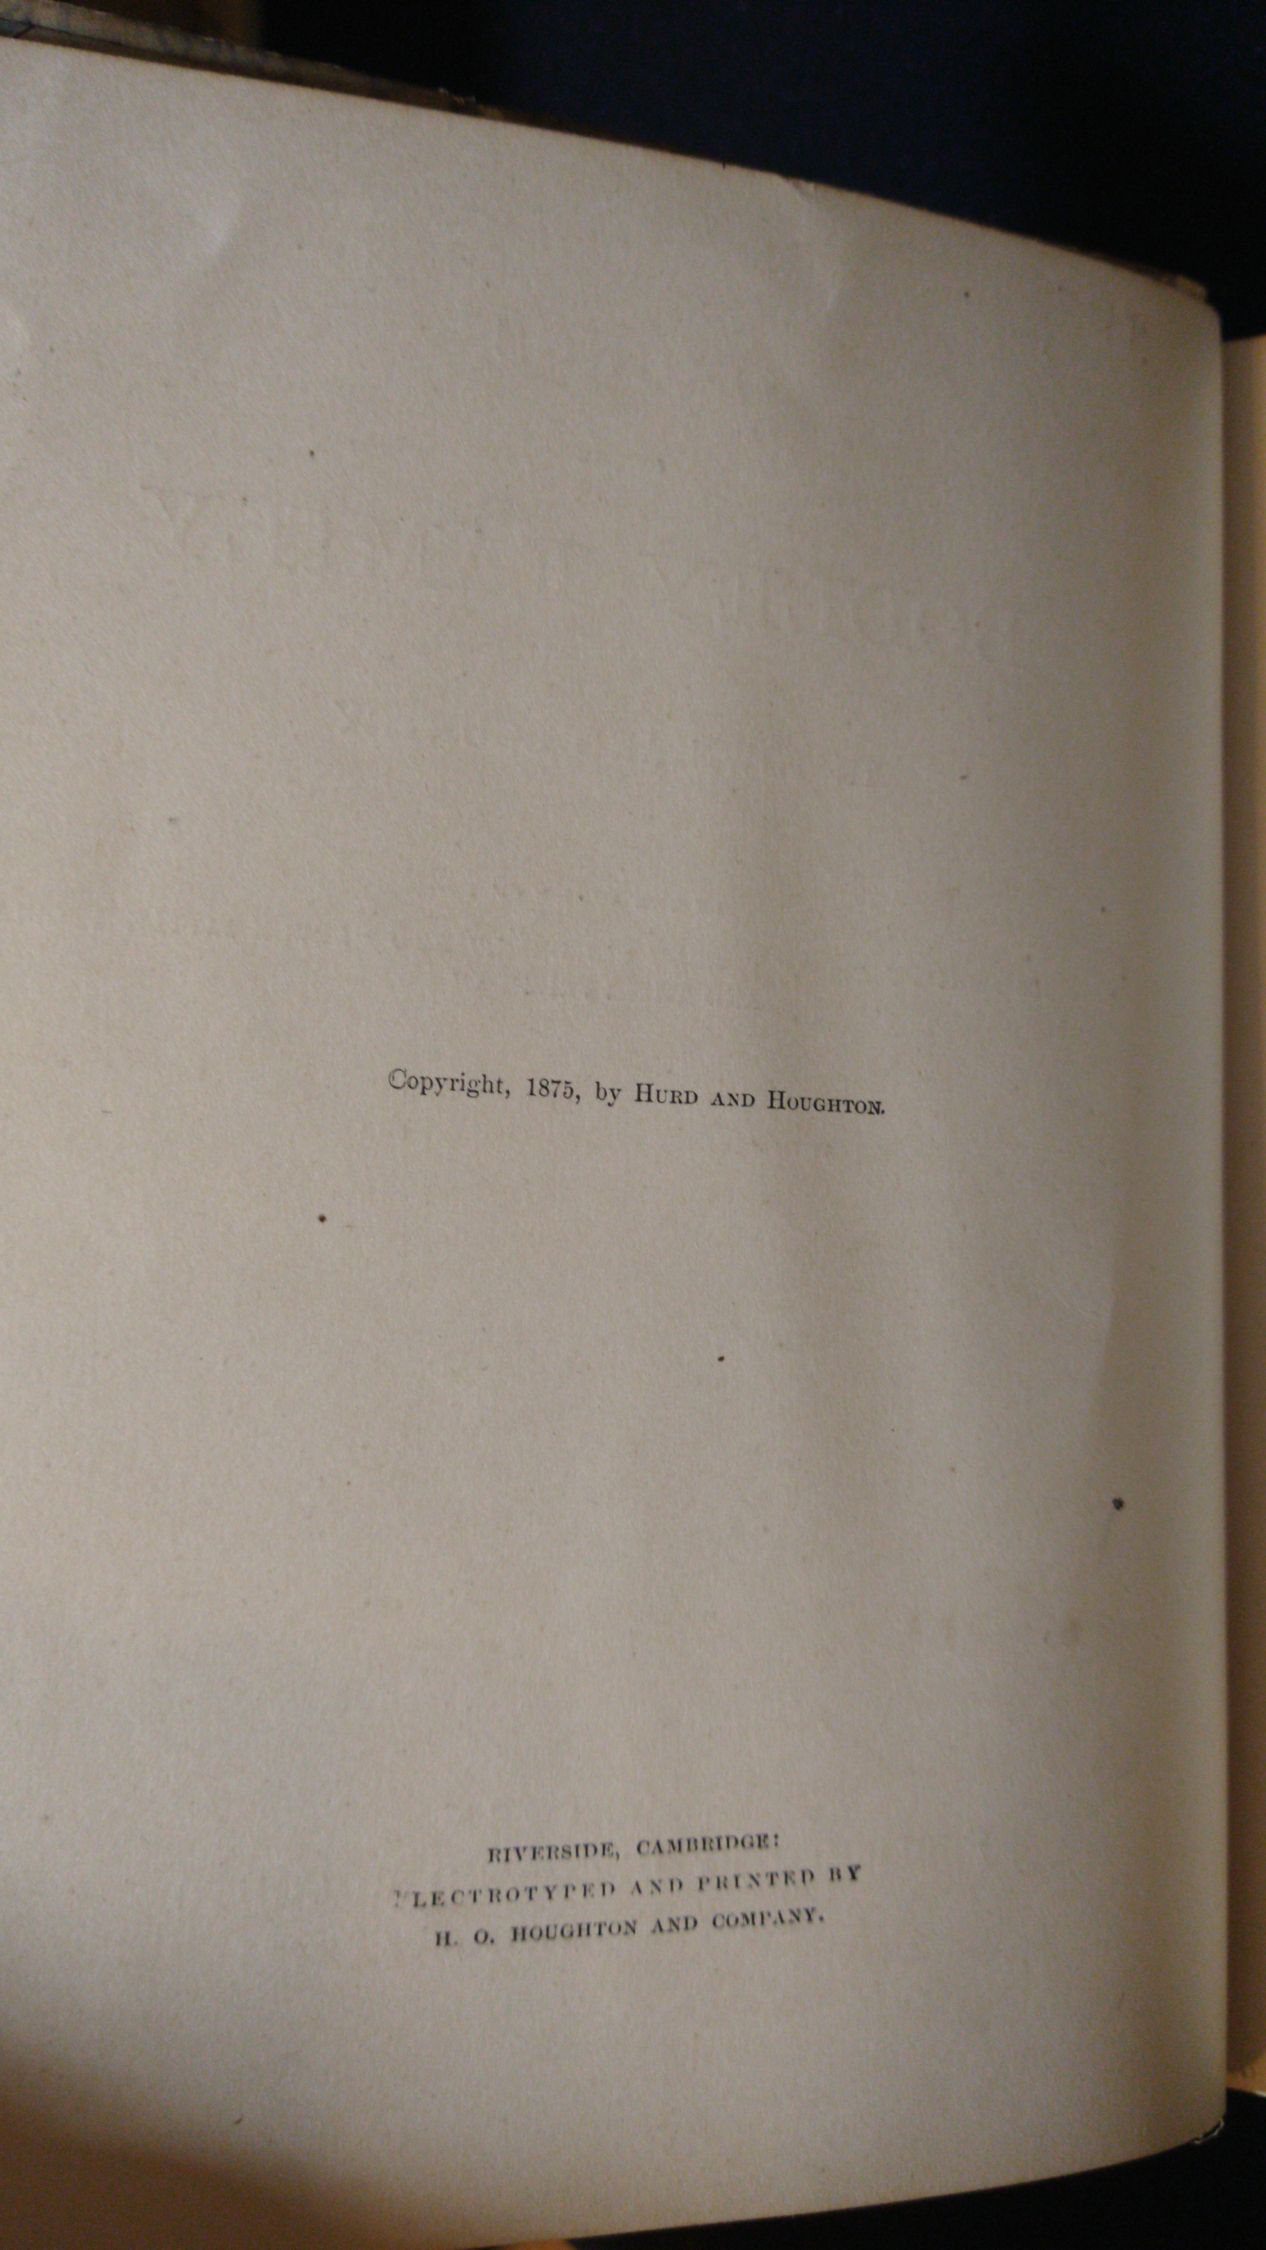 Copyright, 1875, by HURD AND HOUGHTON.
RIVERSIDE, CAMBRIDGE:
ELECTROTYPED AND PRINTED BY
H. O. HOUGHTON AND COMPANY.